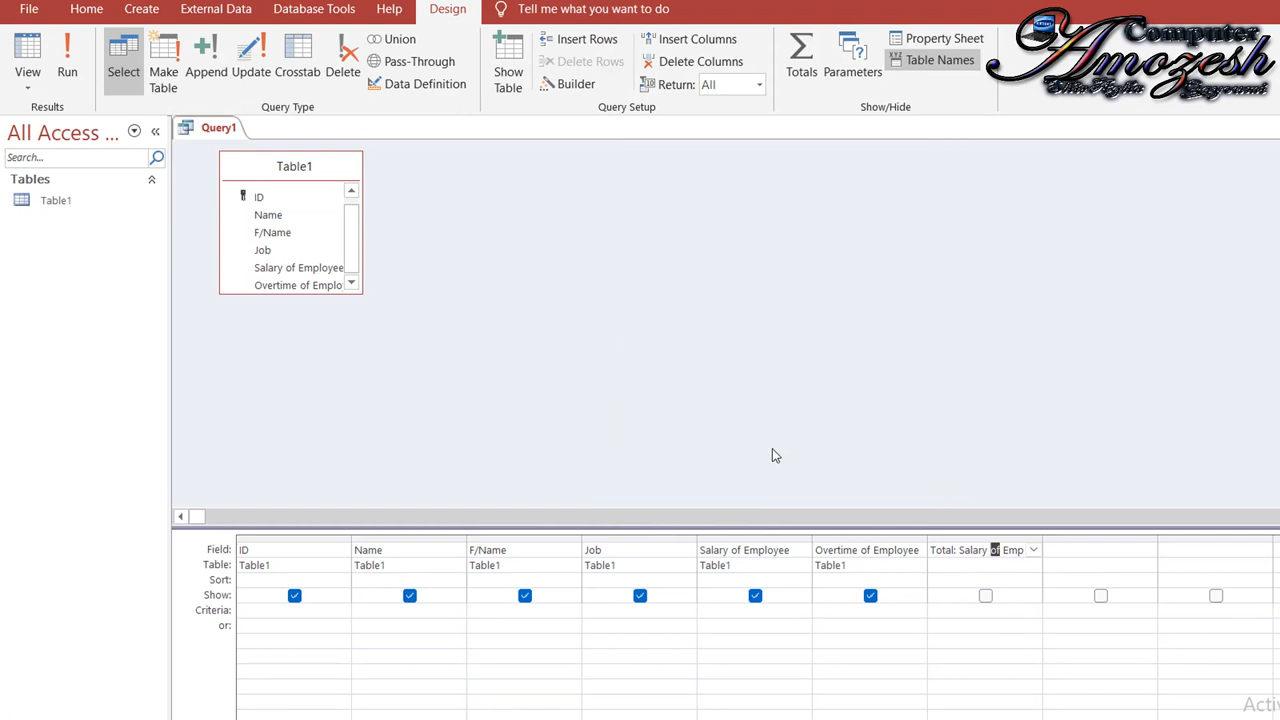 File Home Create External Data Database Tools Help Design Tell me what you want to do
View Run Select Make Table Append Update Crosstab Delete
Union
Pass-Through
Data Definition
Show Table
Insert Rows
Delete Rows
Builder
Insert Columns
Delete Columns
Return: All
Totals Parameters
Property Sheet
XYZ Table Names
Results Query Type Query Setup Show/Hide
Computer
Amozesh
All Access ... «
Query1
Search...
Tables
Table1
Table1
ID
Name
F/Name
Job
Salary of Employee
Overtime of Emplo
Field: ID Name F/Name Job Salary of Employee Overtime of Employee Total: Salary of Emp
Table: Table1 Table1 Table1 Table1 Table1 Table1
Sort:
Show:
Criteria:
or:
Activ